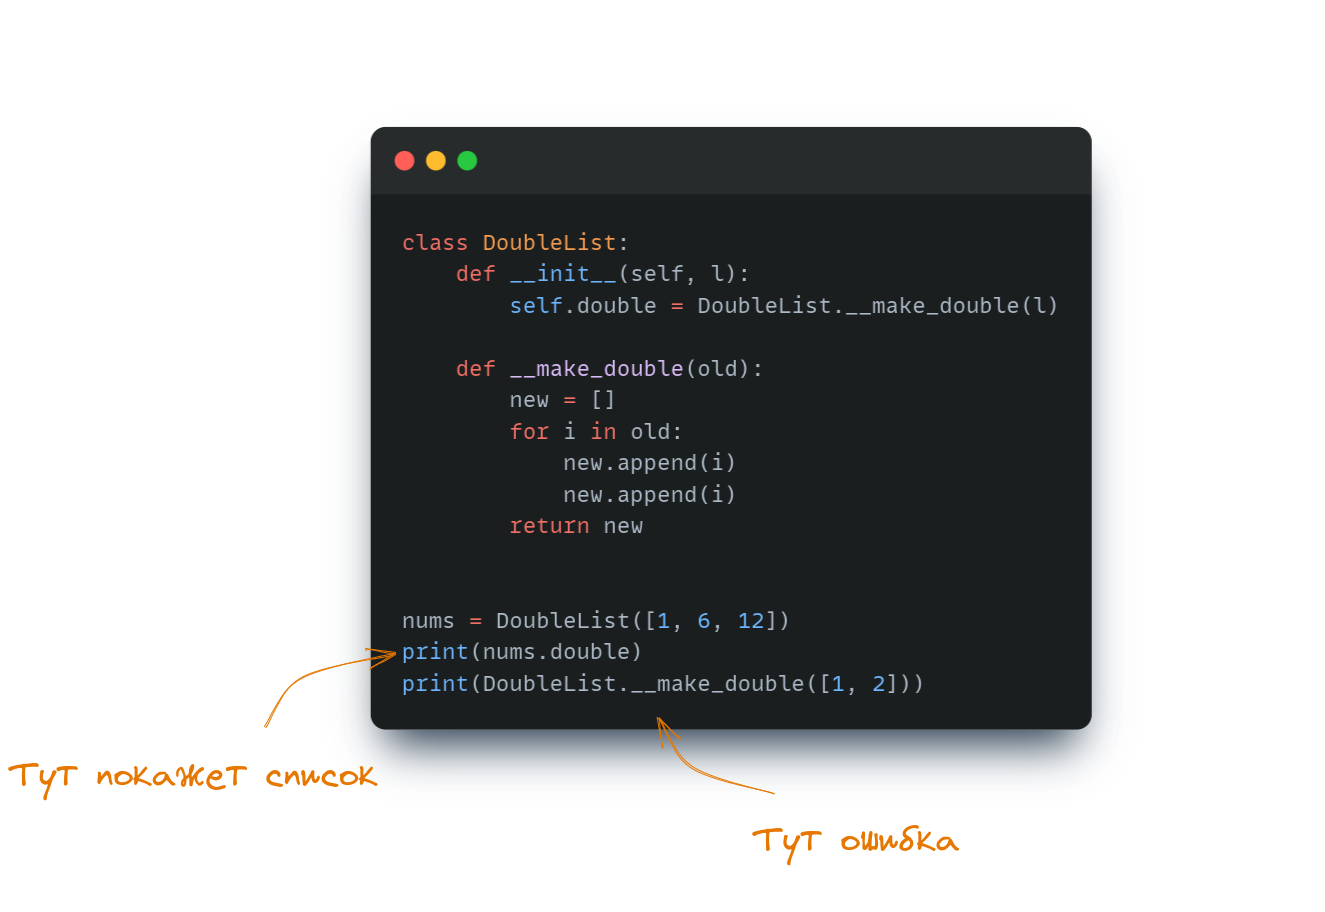 class DoubleList:
    def __init__(self, l):
        self.double = DoubleList.__make_double(l)
    def __make_double(old):
        new = []
        for i in old:
            new.append(i)
            new.append(i)
        return new
nums = DoubleList([1, 6, 12])
print(nums.double)
print(DoubleList.__make_double([1, 2]))
Тут покажет список
Тут ошибка